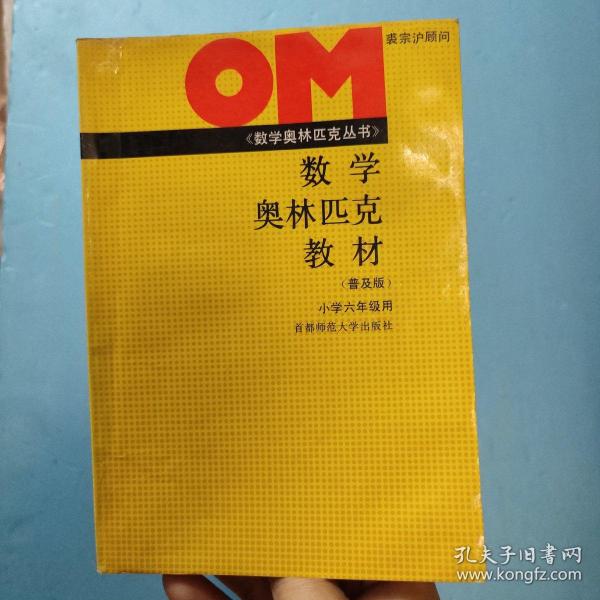 OM
裘宗沪顾问
《数学奥林匹克丛书》
数学
奥林匹克
教材
（普及版）
小学六年级用
首都师范大学出版社
孔夫子旧书网
www.kongfz.com